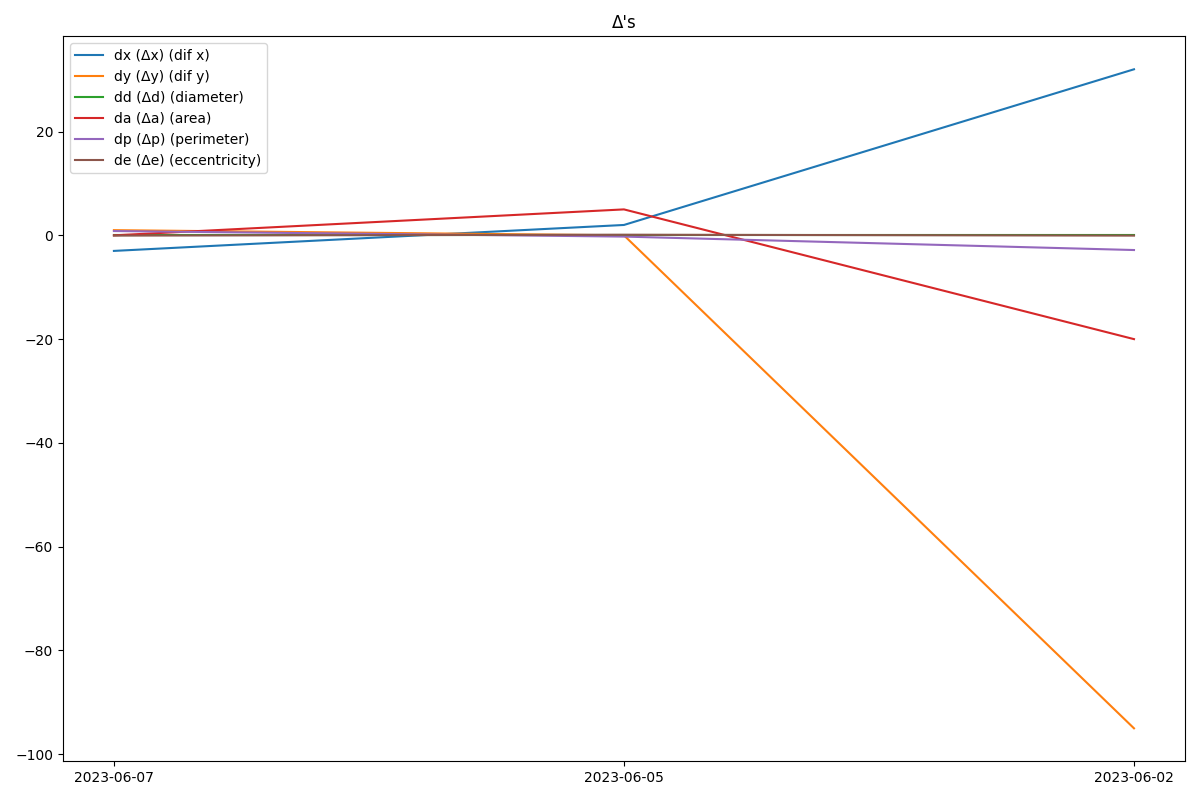 Δ's
dx (Δx) (dif x)
dy (Δy) (dif y)
dd (Δd) (diameter)
da (Δa) (area)
dp (Δp) (perimeter)
de (Δe) (eccentricity)
20
0
−20
−40
−60
−80
−100
2023-06-07
2023-06-05
2023-06-02